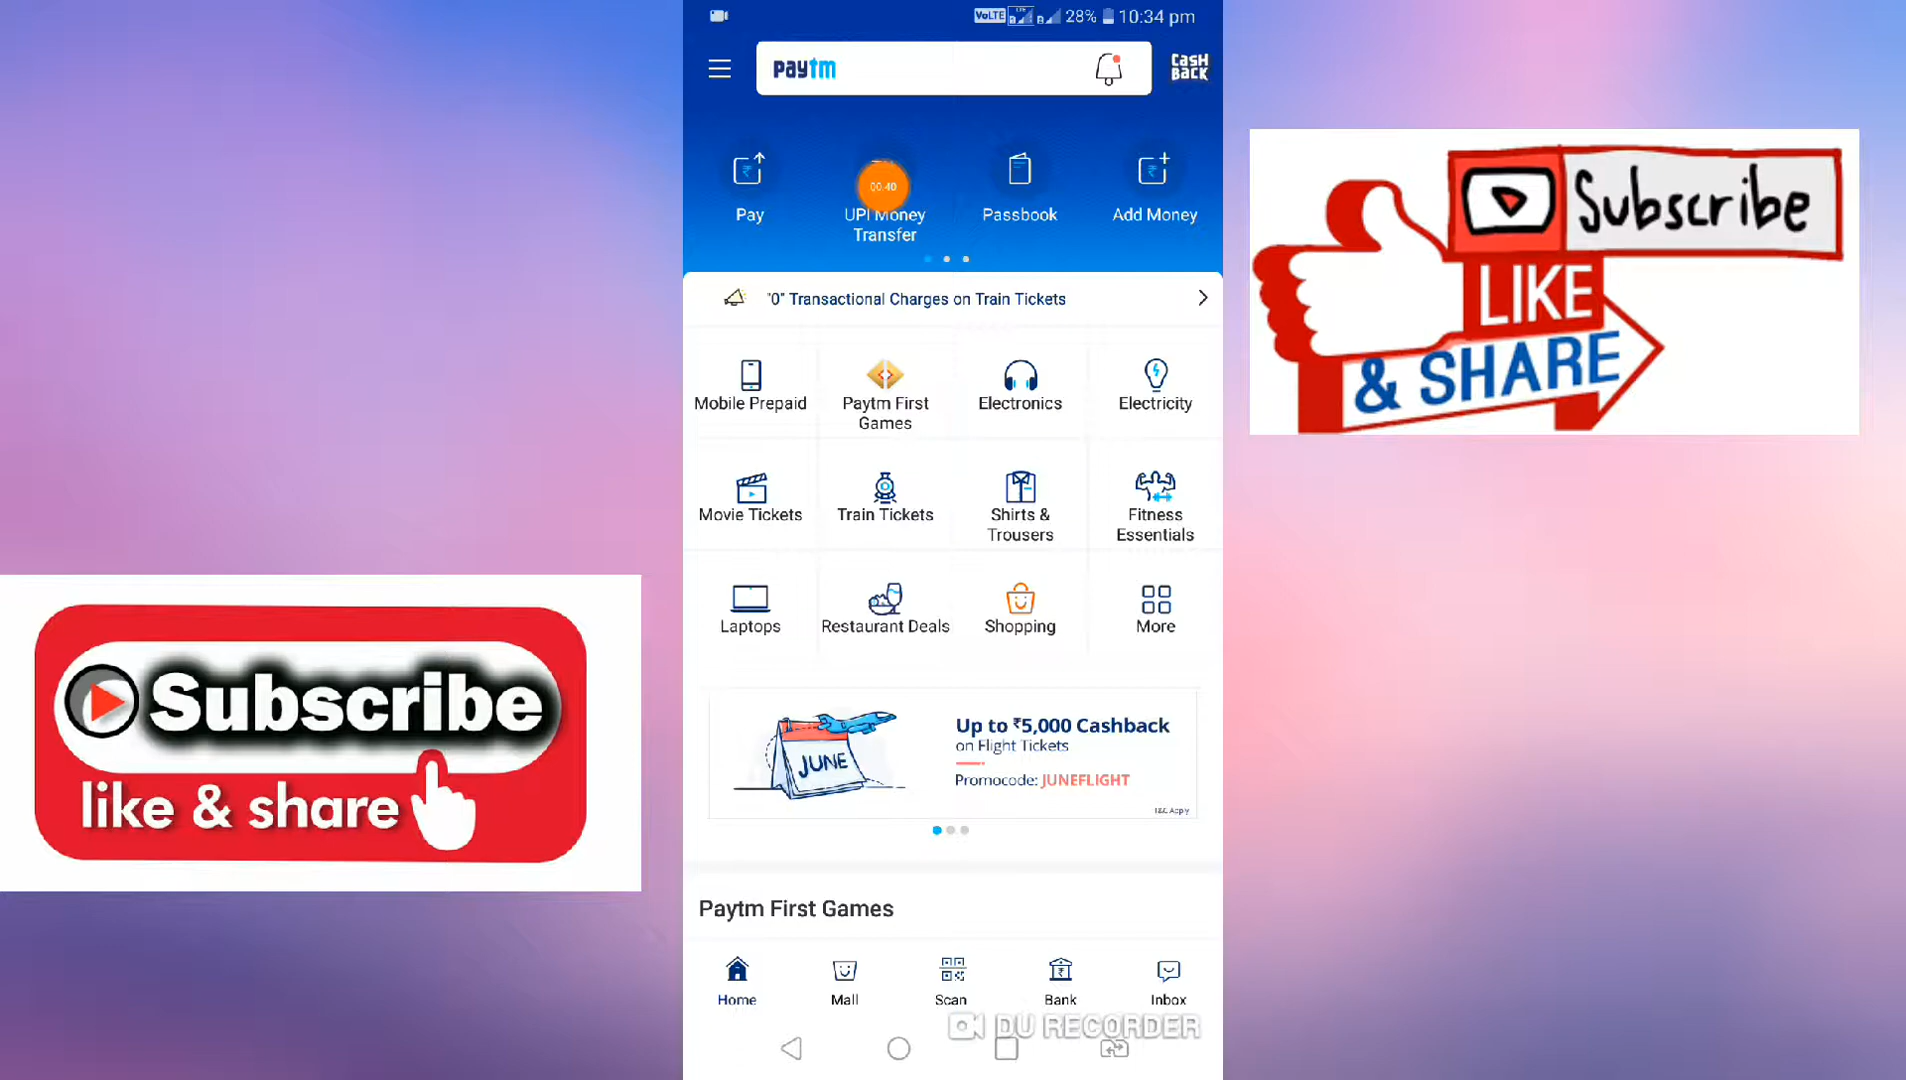 VoLTE LTE R 28% 10:34 pm
paytm
CASH
BACK
00:40
Pay
UPI Money
Transfer
Passbook
Add Money
"0" Transactional Charges on Train Tickets
Mobile Prepaid
Paytm First
Games
Electronics
Electricity
Movie Tickets
Train Tickets
Shirts &
Trousers
Fitness
Essentials
Laptops
Restaurant Deals
Shopping
More
JUNE
Up to ₹5,000 Cashback
on Flight Tickets
Promocode: JUNEFLIGHT
T&C Apply
Paytm First Games
Home
Mall
Scan
Bank
Inbox
DU RECORDER
Subscribe
like & share
Subscribe
LIKE
& SHARE